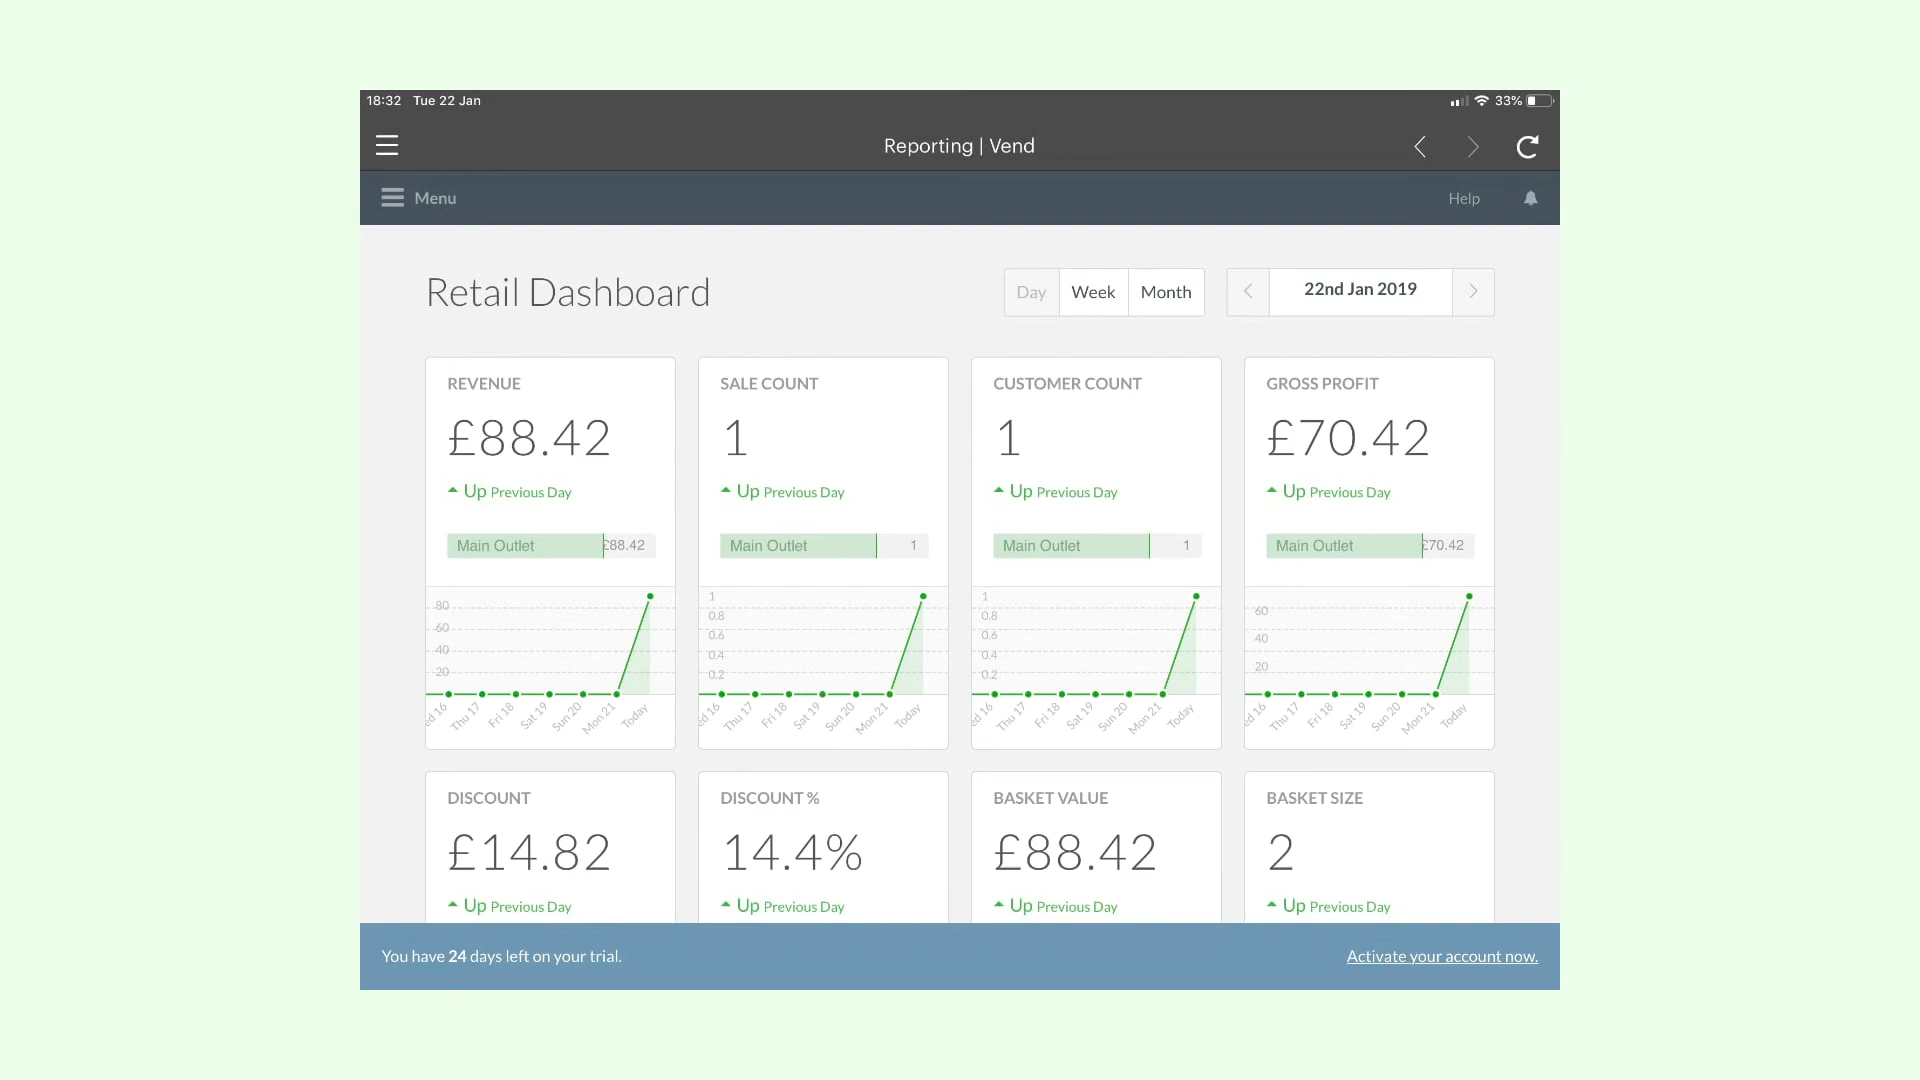 18:32 Tue 22 Jan 33%
Reporting | Vend
Menu Help
Retail Dashboard Day Week Month 22nd Jan 2019
REVENUE SALE COUNT CUSTOMER COUNT GROSS PROFIT
£88.42 1 1 £70.42
Up Previous Day Up Previous Day Up Previous Day Up Previous Day
Main Outlet £88.42 Main Outlet 1 Main Outlet 1 Main Outlet £70.42
80
60
40
20
ed 16 Thu 17 Fri 18 Sat 19 Sun 20 Mon 21 Today
1
0.8
0.6
0.4
0.2
ed 16 Thu 17 Fri 18 Sat 19 Sun 20 Mon 21 Today
1
0.8
0.6
0.4
0.2
ed 16 Thu 17 Fri 18 Sat 19 Sun 20 Mon 21 Today
60
40
20
ed 16 Thu 17 Fri 18 Sat 19 Sun 20 Mon 21 Today
DISCOUNT DISCOUNT % BASKET VALUE BASKET SIZE
£14.82 14.4% £88.42 2
Up Previous Day Up Previous Day Up Previous Day Up Previous Day
You have 24 days left on your trial. Activate your account now.